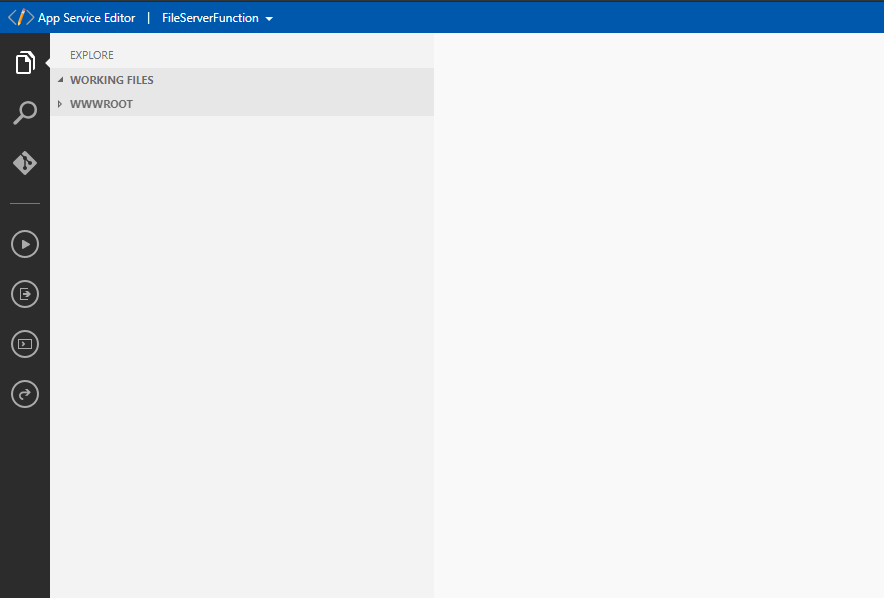 App Service Editor | FileServerFunction
EXPLORE
WORKING FILES
WWWROOT